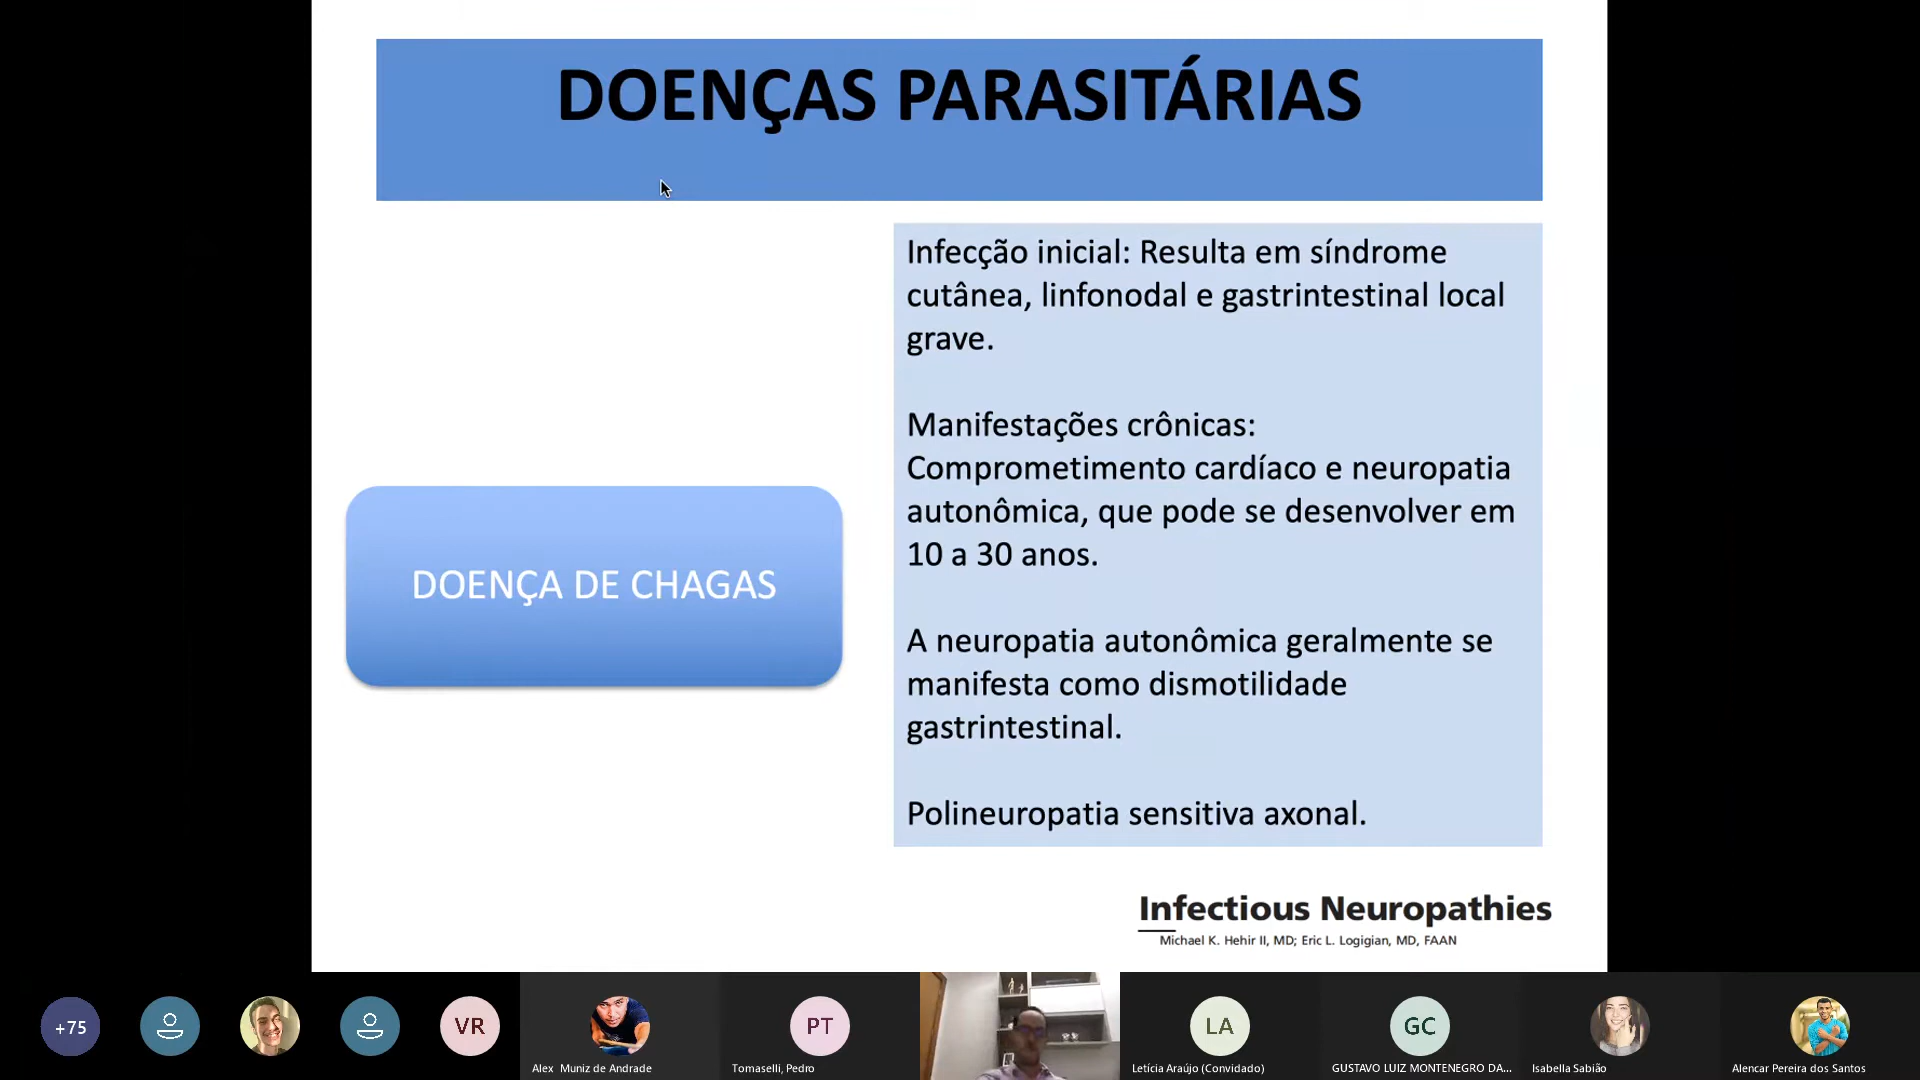 DOENÇAS PARASITÁRIAS
DOENÇA DE CHAGAS
Infecção inicial: Resulta em síndrome
cutânea, linfonodal e gastrintestinal local
grave.
Manifestações crônicas:
Comprometimento cardíaco e neuropatia
autonômica, que pode se desenvolver em
10 a 30 anos.
A neuropatia autonômica geralmente se
manifesta como dismotilidade
gastrintestinal.
Polineuropatia sensitiva axonal.
Infectious Neuropathies
Michael K. Hehir II, MD; Eric L. Logigian, MD, FAAN
+75
VR
Alex Muniz de Andrade
PT
Tomaselli, Pedro
LA
Letícia Araújo (Convidado)
GC
GUSTAVO LUIZ MONTENEGRO DA...
Isabella Sabião
Alencar Pereira dos Santos